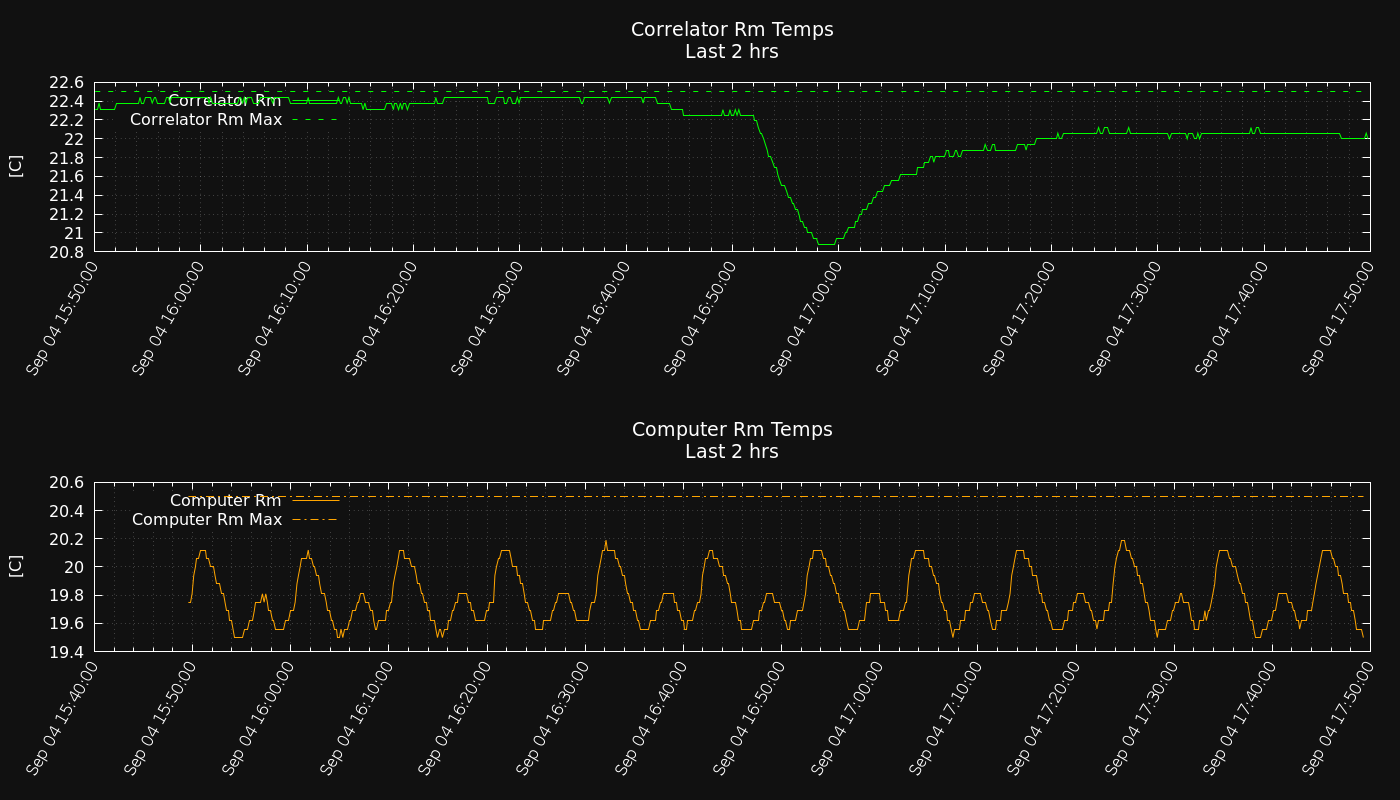 Correlator Rm Temps
Last 2 hrs
22.6
22.4
22.2
22
21.8
21.6
21.4
21.2
21
20.8
[C]
Correlator Rm
Correlator Rm Max
Sep 04 15:50:00
Sep 04 16:00:00
Sep 04 16:10:00
Sep 04 16:20:00
Sep 04 16:30:00
Sep 04 16:40:00
Sep 04 16:50:00
Sep 04 17:00:00
Sep 04 17:10:00
Sep 04 17:20:00
Sep 04 17:30:00
Sep 04 17:40:00
Sep 04 17:50:00
Computer Rm Temps
Last 2 hrs
20.6
20.4
20.2
20
19.8
19.6
19.4
[C]
Computer Rm
Computer Rm Max
Sep 04 15:40:00
Sep 04 15:50:00
Sep 04 16:00:00
Sep 04 16:10:00
Sep 04 16:20:00
Sep 04 16:30:00
Sep 04 16:40:00
Sep 04 16:50:00
Sep 04 17:00:00
Sep 04 17:10:00
Sep 04 17:20:00
Sep 04 17:30:00
Sep 04 17:40:00
Sep 04 17:50:00